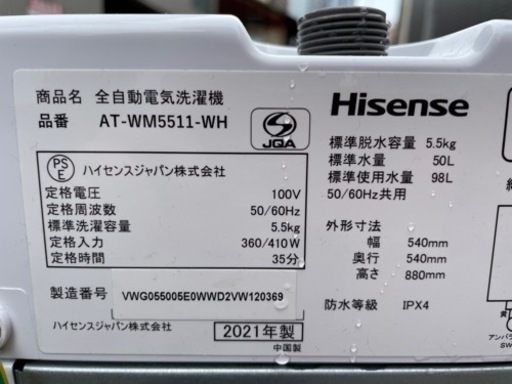 商品名 全自動電気洗濯機
品番 AT-WM5511-WH
JQA
PS
E
ハイセンスジャパン株式会社
定格電圧 100V
定格周波数 50/60Hz
標準洗濯容量 5.5kg
定格入力 360/410W
定格時間 35分
製造番号 VWG055005E0WWD2VW120369
ハイセンスジャパン株式会社
2021年製
中国製
Hisense
標準脱水容量 5.5kg
標準水量 50L
標準使用水量 98L
50/60Hz共用
外形寸法
幅 540mm
奥行 540mm
高さ 880mm
防水等級 IPX4
アンバラ
SW